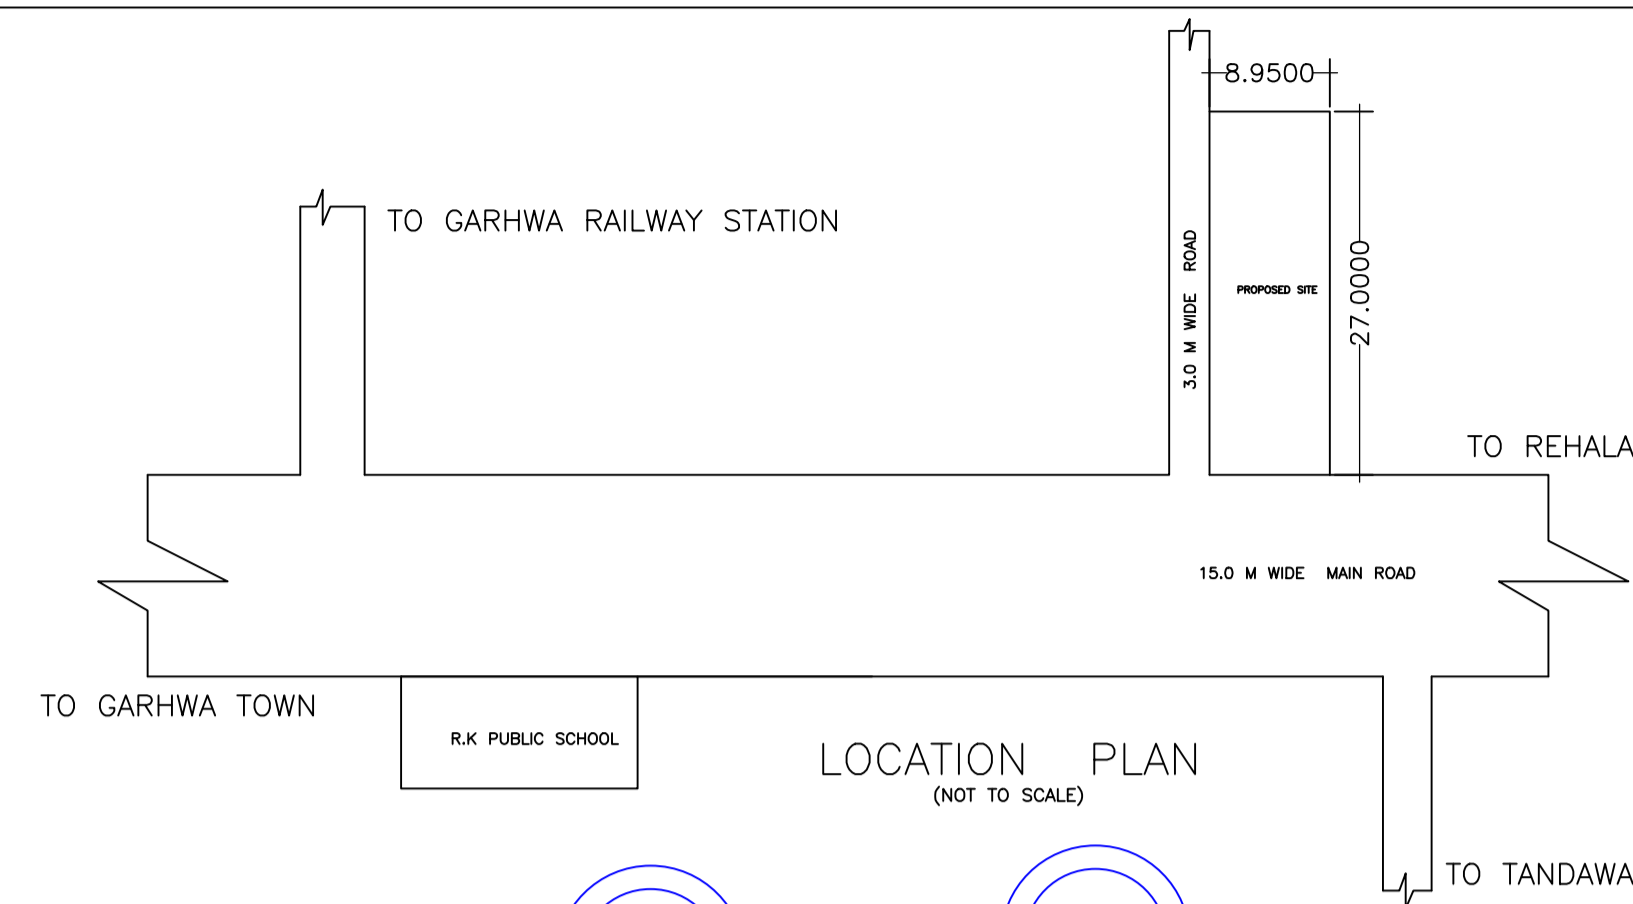 8.9500
TO GARHWA RAILWAY STATION
3.0 M WIDE ROAD
PROPOSED SITE
27.0000
TO REHALA
15.0 M WIDE MAIN ROAD
TO GARHWA TOWN
R.K PUBLIC SCHOOL
LOCATION PLAN
(NOT TO SCALE)
TO TANDAWA